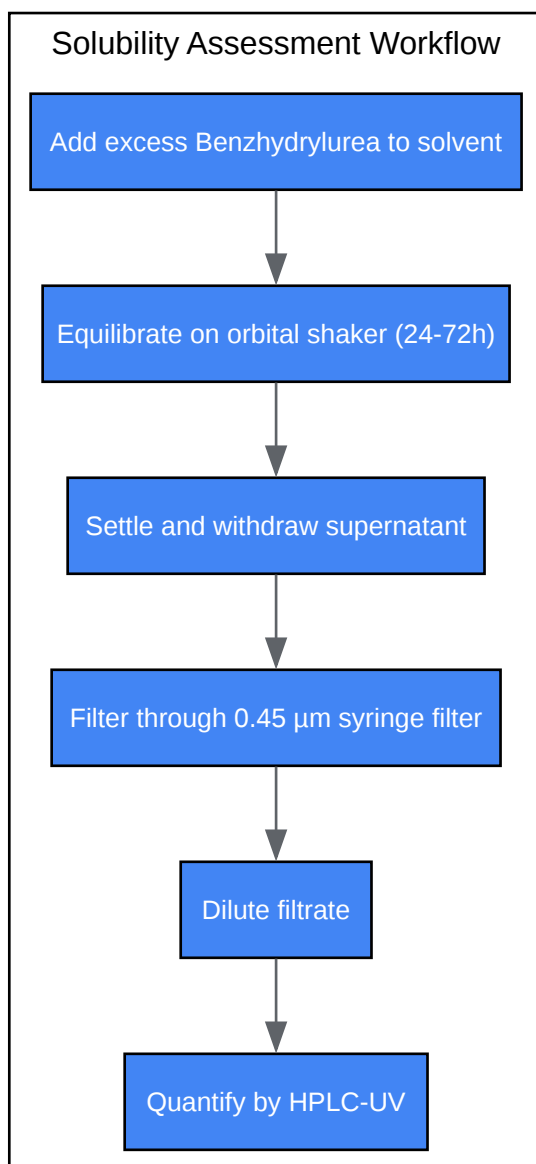 Solubility Assessment Workflow
Add excess Benzhydrylurea to solvent
Equilibrate on orbital shaker (24-72h)
Settle and withdraw supernatant
Filter through 0.45 µm syringe filter
Dilute filtrate
Quantify by HPLC-UV